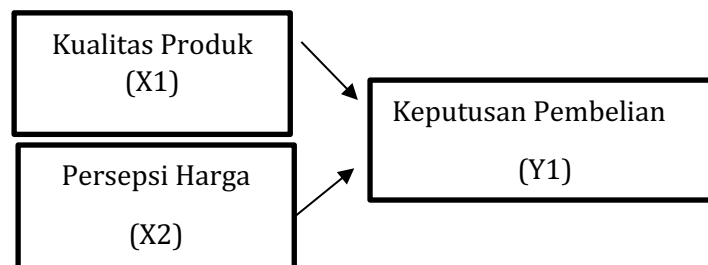 Kualitas Produk
(X1)
Persepsi Harga
(X2)
Keputusan Pembelian
(Y1)